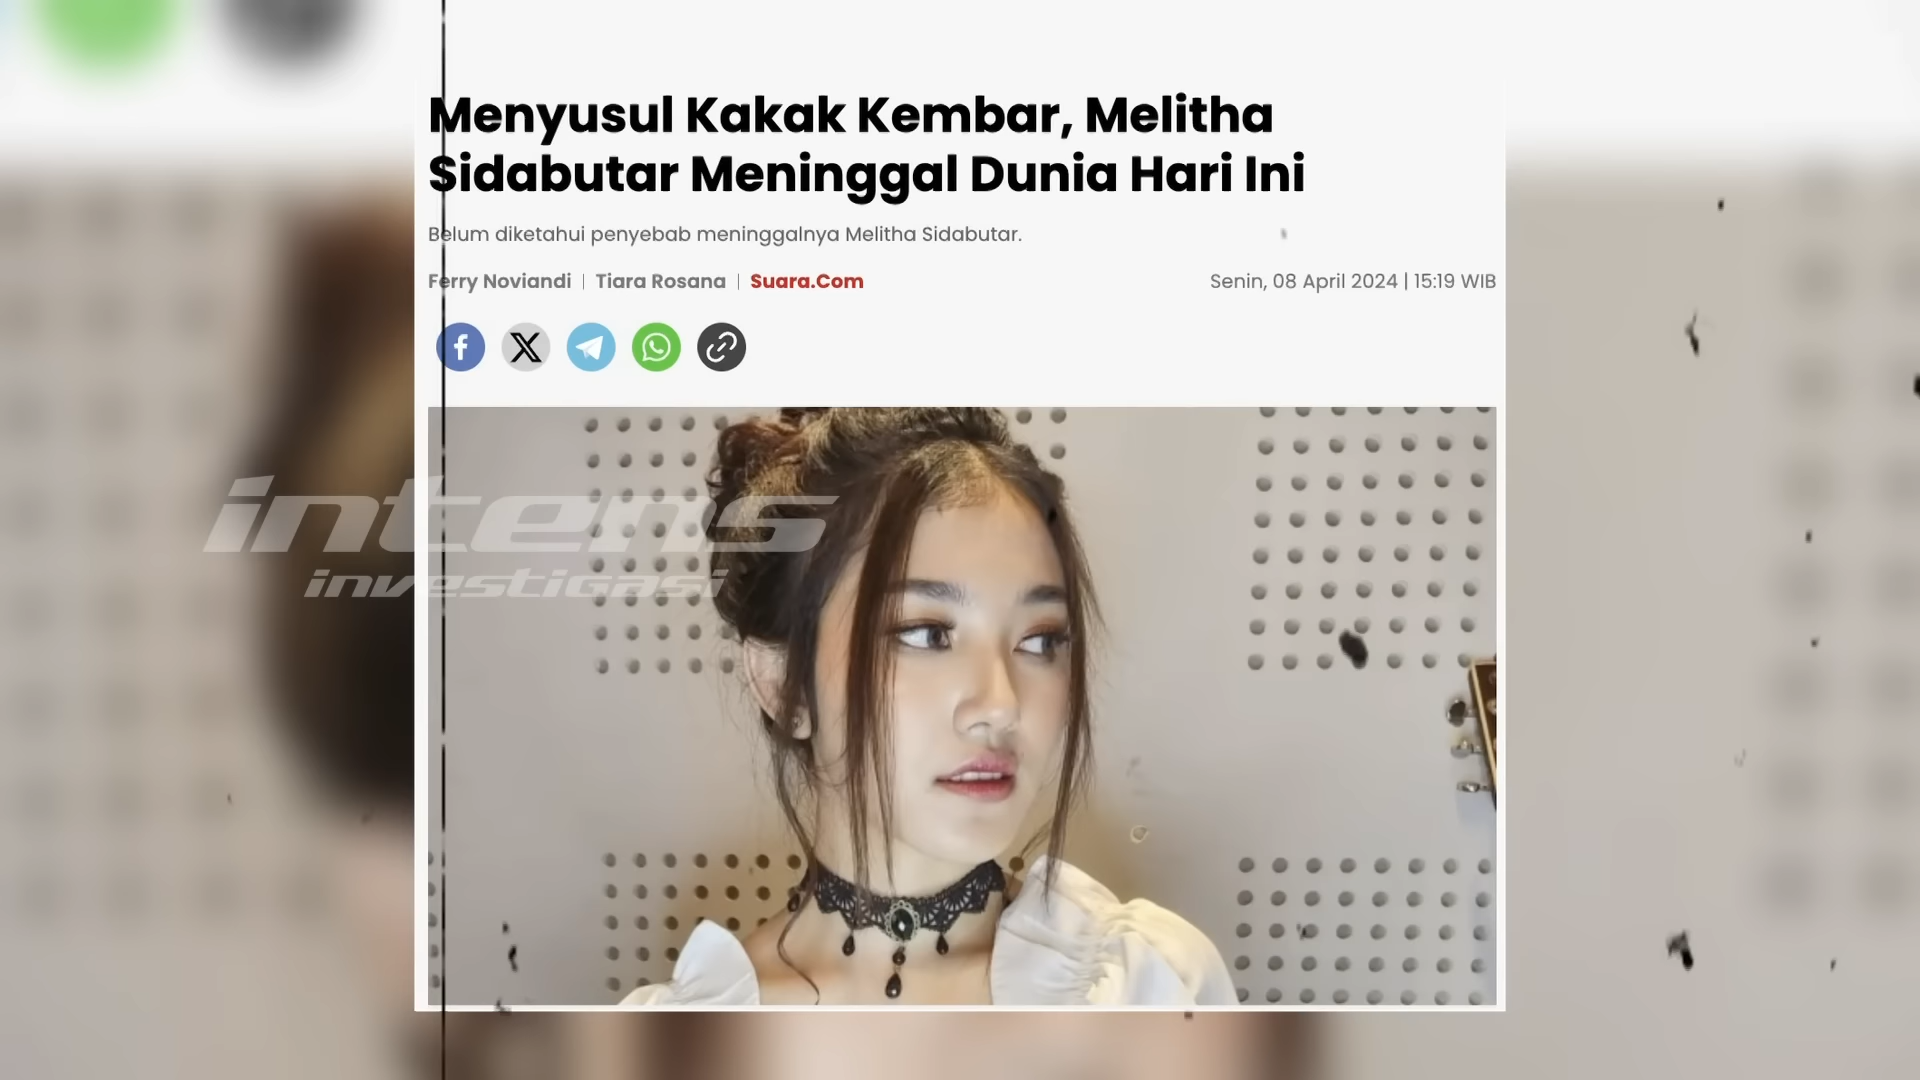 Menyusul Kakak Kembar, Melitha
Sidabutar Meninggal Dunia Hari Ini
Belum diketahui penyebab meninggalnya Melitha Sidabutar.
Ferry Noviandi | Tiara Rosana | Suara.Com
Senin, 08 April 2024 | 15:19 WIB
intens
investigasi